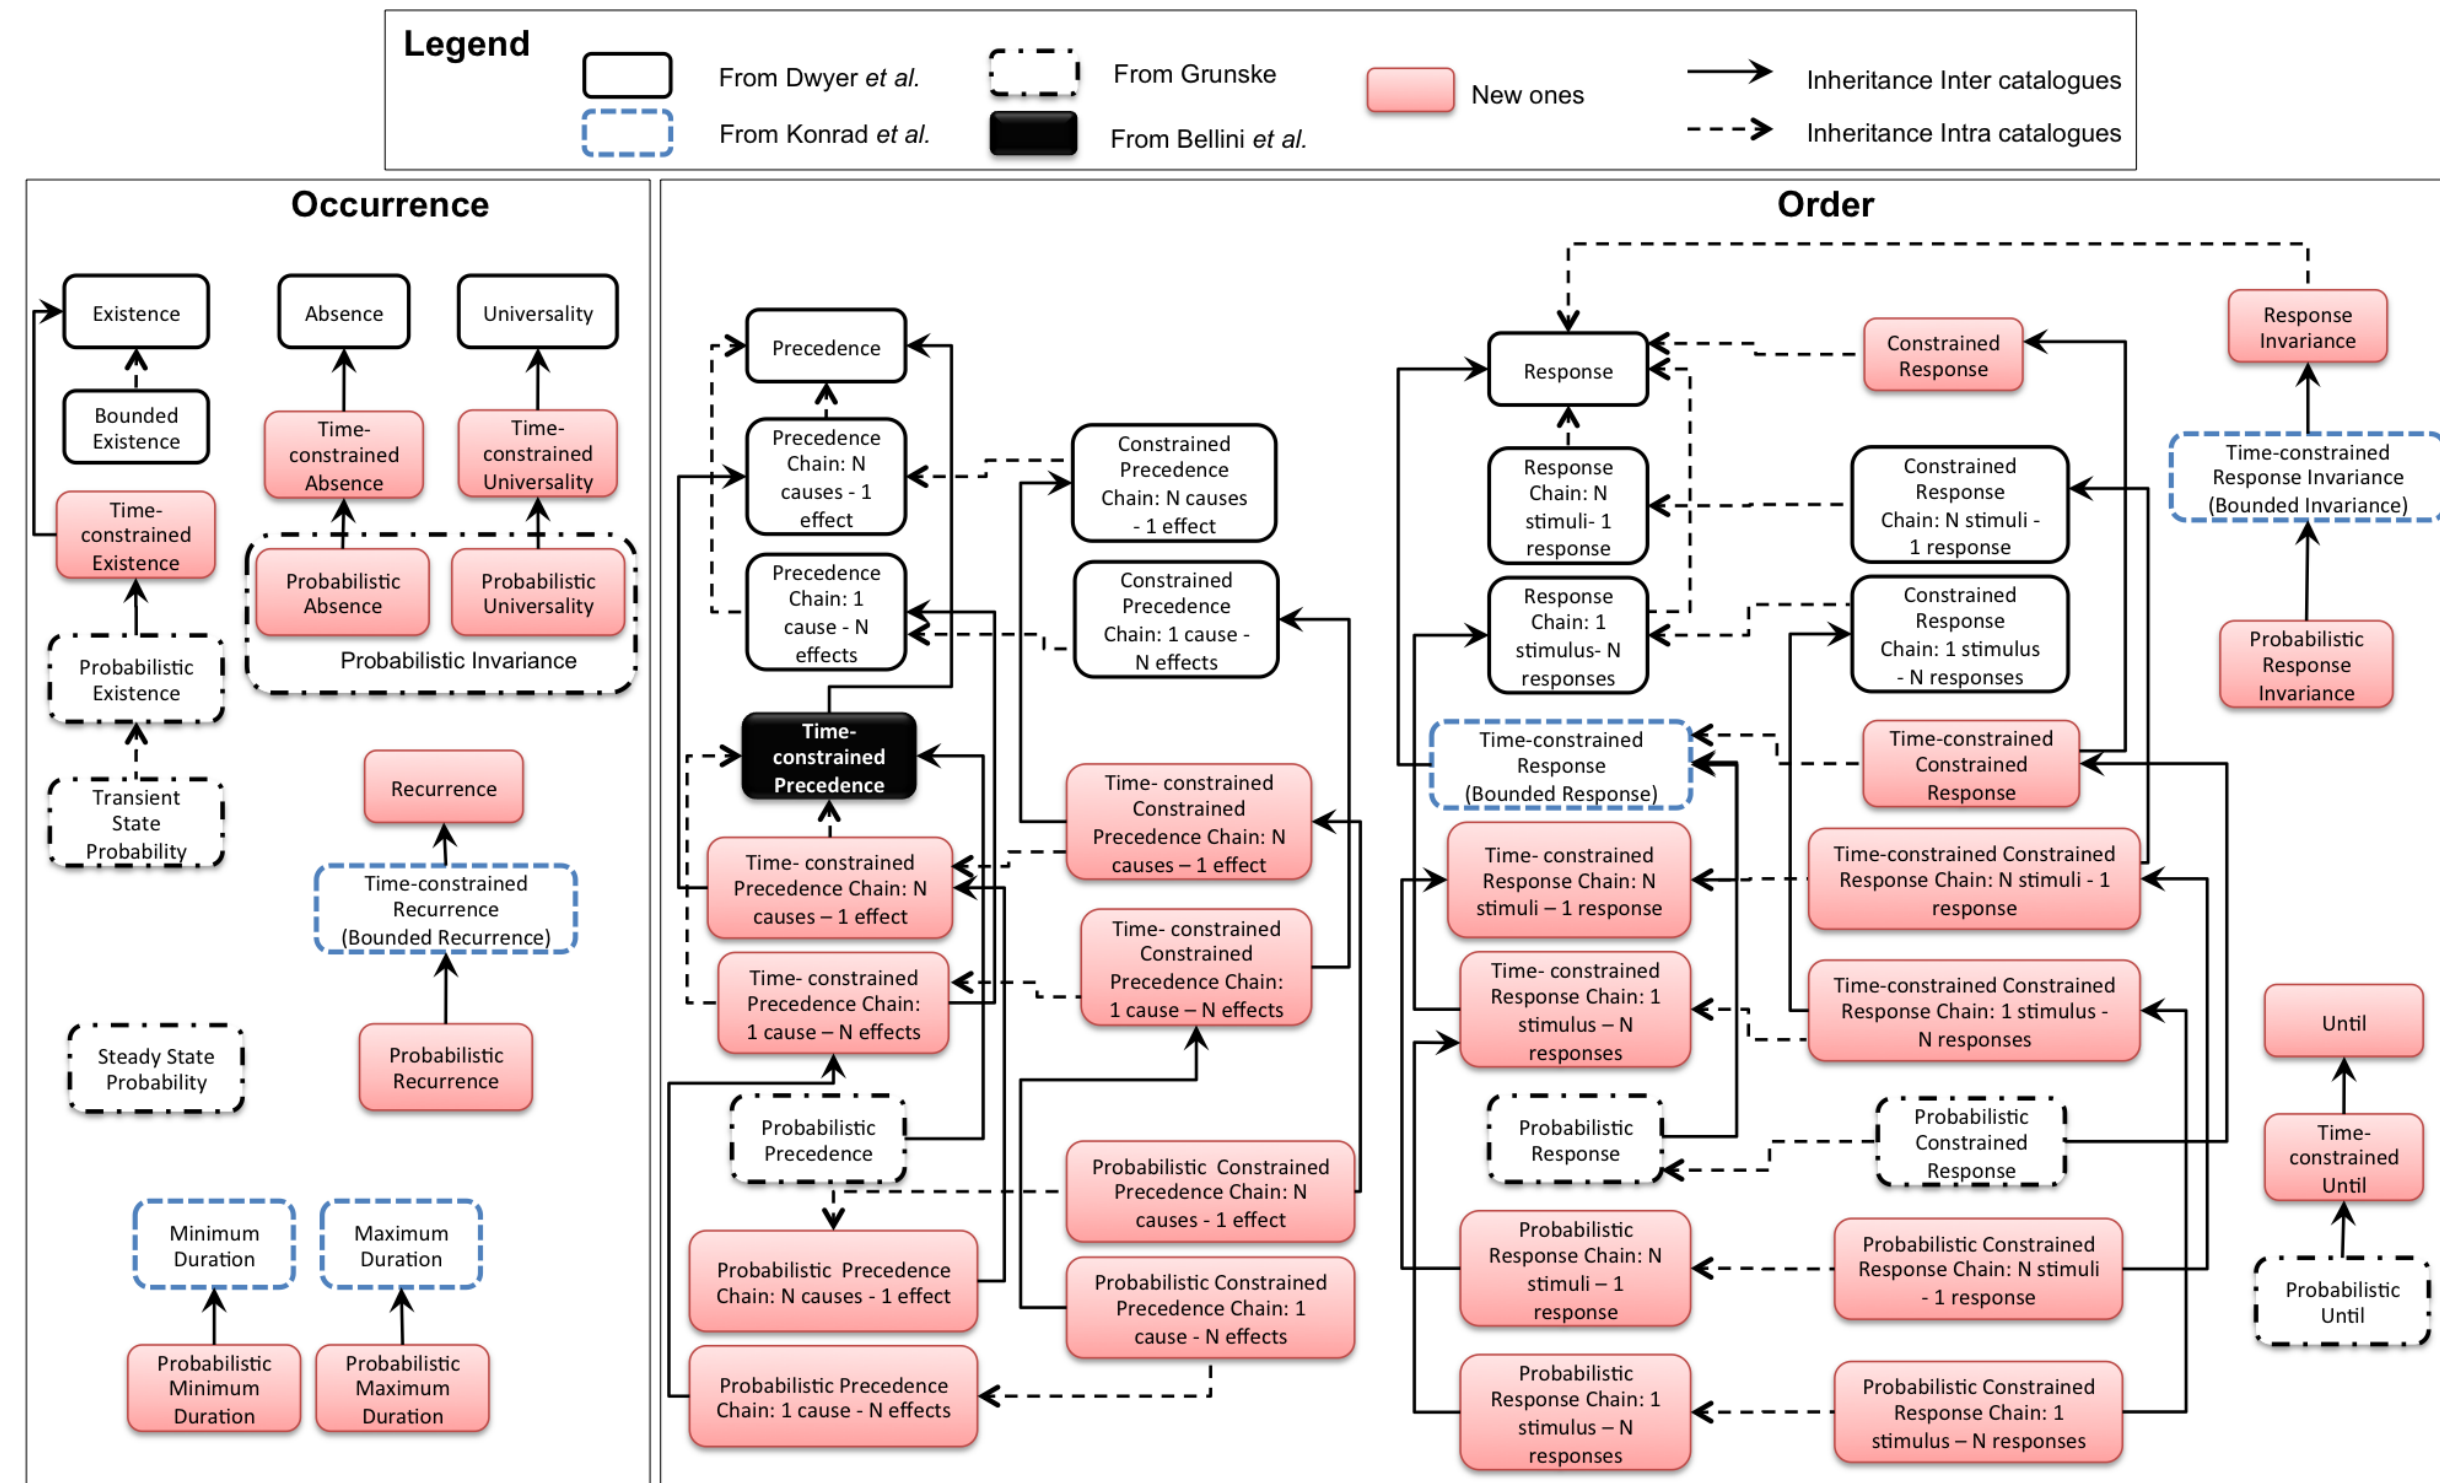 Legend
From Dwyer et al.
From Konrad et al.
From Grunske
From Bellini et al.
New ones
Inheritance Inter catalogues
Inheritance Intra catalogues
Occurrence
Existence
Bounded
Existence
Time-
constrained
Existence
Probabilistic
Existence
Transient
State
Probability
Steady State
Probability
Absence
Time-
constrained
Absence
Probabilistic
Absence
Universality
Time-
constrained
Universality
Probabilistic
Universality
Probabilistic Invariance
Recurrence
Time-constrained
Recurrence
(Bounded Recurrence)
Probabilistic
Recurrence
Minimum
Duration
Maximum
Duration
Probabilistic
Minimum
Duration
Probabilistic
Maximum
Duration
Order
Precedence
Precedence
Chain: N
causes - 1
effect
Precedence
Chain: 1
cause - N
effects
Time-
constrained
Precedence
Time- constrained
Precedence Chain: N
causes – 1 effect
Time- constrained
Precedence Chain:
1 cause – N effects
Probabilistic
Precedence
Probabilistic Precedence
Chain: N causes - 1 effect
Probabilistic Precedence
Chain: 1 cause - N effects
Constrained
Precedence
Chain: N causes
- 1 effect
Constrained
Precedence
Chain: 1 cause -
N effects
Time- constrained
Constrained
Precedence Chain: N
causes – 1 effect
Time- constrained
Constrained
Precedence Chain:
1 cause – N effects
Probabilistic Constrained
Precedence Chain: N
causes - 1 effect
Probabilistic Constrained
Precedence Chain: 1
cause - N effects
Response
Response
Chain: N
stimuli- 1
response
Response
Chain: 1
stimulus- N
responses
Time-constrained
Response
(Bounded Response)
Time- constrained
Response Chain: N
stimuli – 1 response
Time- constrained
Response Chain: 1
stimulus – N
responses
Probabilistic
Response
Probabilistic
Response Chain: N
stimuli – 1
response
Probabilistic
Response Chain: 1
stimulus – N
responses
Constrained
Response
Constrained
Response
Chain: N stimuli -
1 response
Constrained
Response
Chain: 1 stimulus
- N responses
Time-constrained
Constrained
Response
Time-constrained Constrained
Response Chain: N stimuli - 1
response
Time-constrained Constrained
Response Chain: 1 stimulus -
N responses
Probabilistic
Constrained
Response
Probabilistic Constrained
Response Chain: N stimuli
- 1 response
Probabilistic Constrained
Response Chain: 1
stimulus – N responses
Response
Invariance
Time-constrained
Response Invariance
(Bounded Invariance)
Probabilistic
Response
Invariance
Until
Time-
constrained
Until
Probabilistic
Until